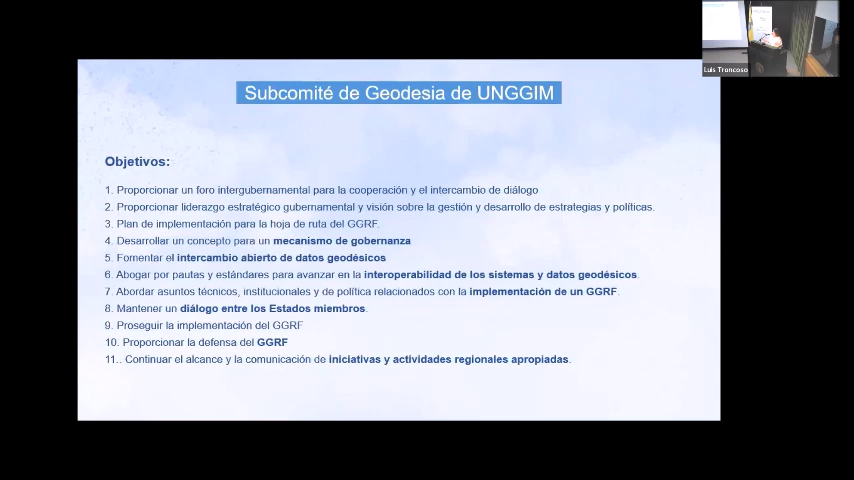 Subcomité de Geodesia de UNGGIM
Objetivos:
1. Proporcionar un foro intergubernamental para la cooperación y el intercambio de diálogo
2. Proporcionar liderazgo estratégico gubernamental y visión sobre la gestión y desarrollo de estrategias y políticas.
3. Plan de implementación para la hoja de ruta del GGRF.
4. Desarrollar un concepto para un mecanismo de gobernanza
5. Fomentar el intercambio abierto de datos geodésicos
6. Abogar por pautas y estándares para avanzar en la interoperabilidad de los sistemas y datos geodésicos.
7. Abordar asuntos técnicos, institucionales y de política relacionados con la implementación de un GGRF.
8. Mantener un diálogo entre los Estados miembros.
9. Proseguir la implementación del GGRF
10. Proporcionar la defensa del GGRF
11.. Continuar el alcance y la comunicación de iniciativas y actividades regionales apropiadas.
Luis Troncoso